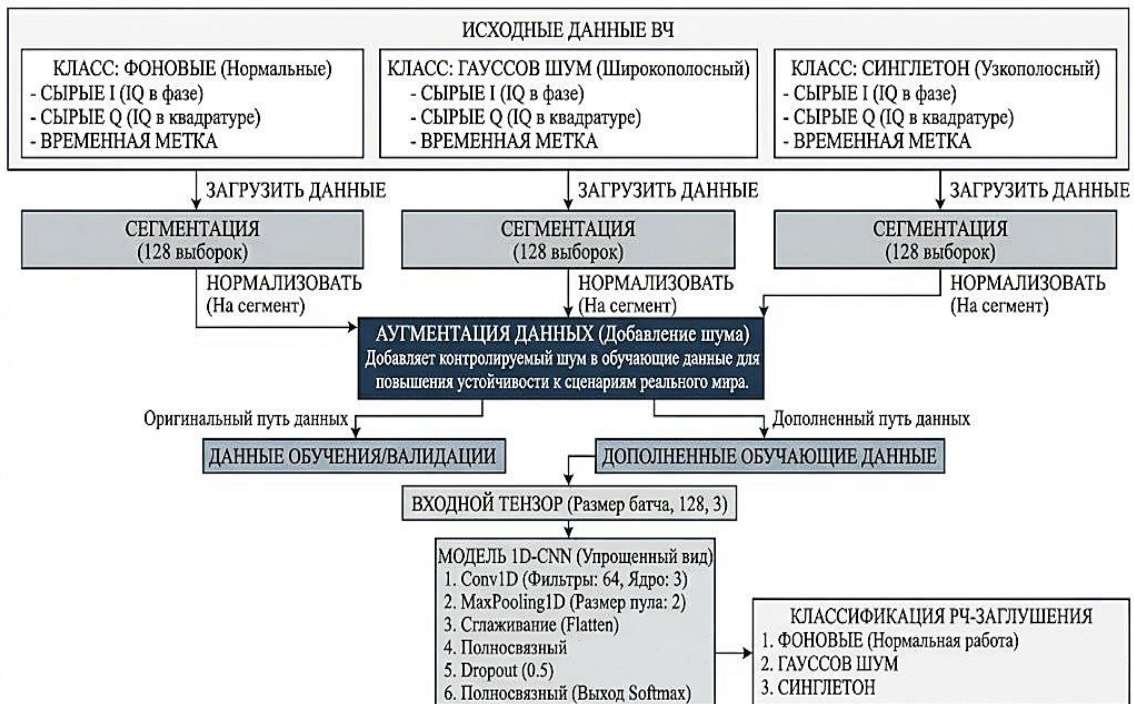 ИСХОДНЫЕ ДАННЫЕ ВЧ
КЛАСС: ФОНОВЫЕ (Нормальные)
- СЫРЫЕ I (IQ в фазе)
- СЫРЫЕ Q (IQ в квадратуре)
- ВРЕМЕННАЯ МЕТКА
КЛАСС: ГАУССОВ ШУМ (Широкополосный)
- СЫРЫЕ I (IQ в фазе)
- СЫРЫЕ Q (IQ в квадратуре)
- ВРЕМЕННАЯ МЕТКА
КЛАСС: СИНГЛЕТОН (Узкополосный)
- СЫРЫЕ I (IQ в фазе)
- СЫРЫЕ Q (IQ в квадратуре)
- ВРЕМЕННАЯ МЕТКА
ЗАГРУЗИТЬ ДАННЫЕ
ЗАГРУЗИТЬ ДАННЫЕ
ЗАГРУЗИТЬ ДАННЫЕ
СЕГМЕНТАЦИЯ
(128 выборок)
СЕГМЕНТАЦИЯ
(128 выборок)
СЕГМЕНТАЦИЯ
(128 выборок)
НОРМАЛИЗОВАТЬ
(На сегмент)
НОРМАЛИЗОВАТЬ
(На сегмент)
НОРМАЛИЗОВАТЬ
(На сегмент)
АУГМЕНТАЦИЯ ДАННЫХ (Добавление шума)
Добавляет контролируемый шум в обучающие данные для
повышения устойчивости к сценариям реального мира.
Оригинальный путь данных
Дополненный путь данных
ДАННЫЕ ОБУЧЕНИЯ/ВАЛИДАЦИИ
ДОПОЛНЕННЫЕ ОБУЧАЮЩИЕ ДАННЫЕ
ВХОДНОЙ ТЕНЗОР (Размер батча, 128, 3)
МОДЕЛЬ 1D-CNN (Упрощенный вид)
1. Conv1D (Фильтры: 64, Ядро: 3)
2. MaxPooling1D (Размер пула: 2)
3. Сглаживание (Flatten)
4. Полносвязный
5. Dropout (0.5)
6. Полносвязный (Выход Softmax)
КЛАССИФИКАЦИЯ РЧ-ЗАГЛУШЕНИЯ
1. ФОНОВЫЕ (Нормальная работа)
2. ГАУССОВ ШУМ
3. СИНГЛЕТОН